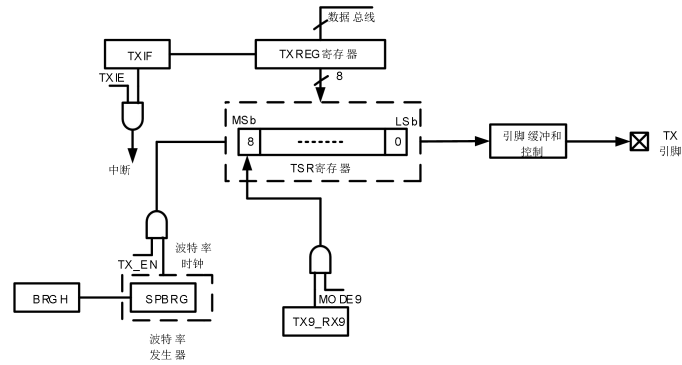 数据总线
TXIF
TXREG寄存器
TXIE
8
MSb
LSb
8
0
TSR寄存器
引脚缓冲和
控制
TX
引脚
中断
TX_EN
波特率
时钟
BRGH
SPBRG
MODE9
TX9_RX9
波特率
发生器